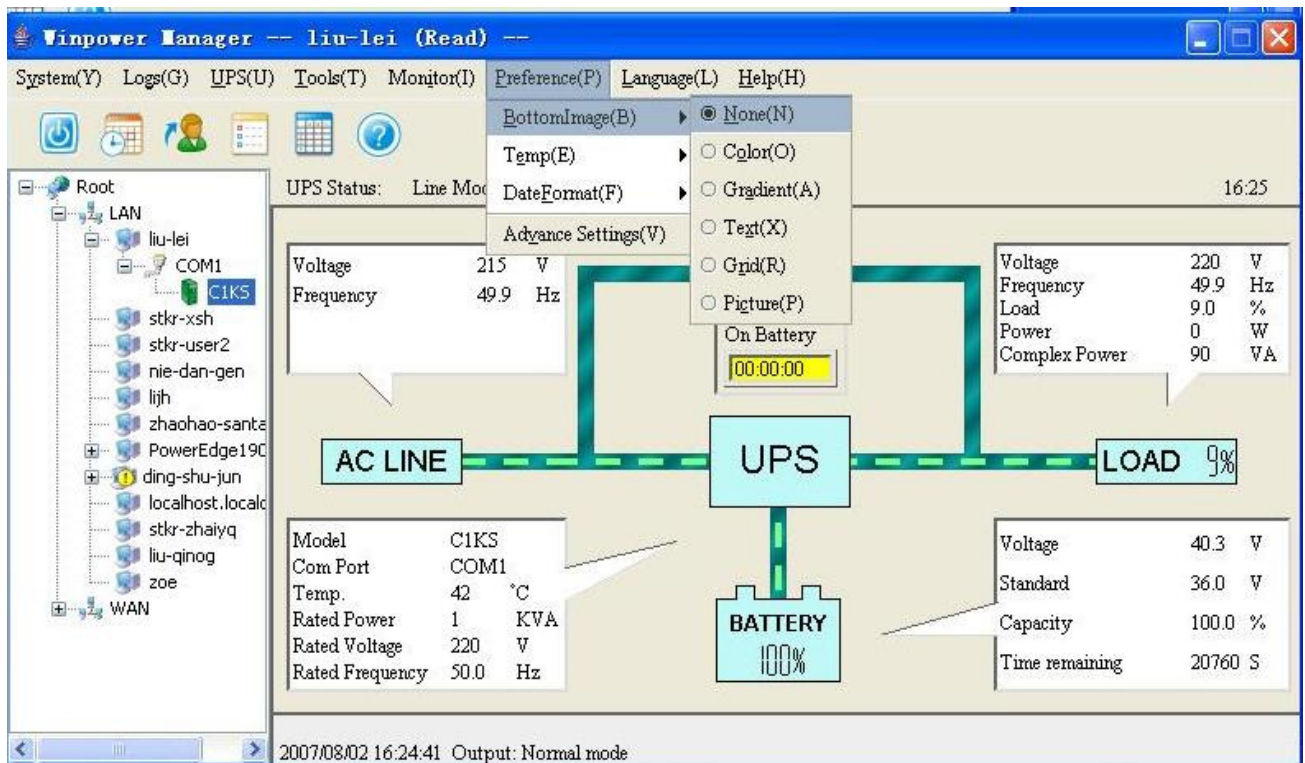 Winpower Manager -- liu-lei (Read) --
System(Y) Logs(G) UPS(U) Tools(T) Monitor(I) Preference(P) Language(L) Help(H)
BottomImage(B)
Temp(E)
DateFormat(F)
Advance Settings(V)
None(N)
Color(O)
Gradient(A)
Text(X)
Grid(R)
Picture(P)
Root
LAN
liu-lei
COM1
C1KS
stkr-xsh
stkr-user2
nie-dan-gen
lijh
zhaohao-santa
PowerEdge190
ding-shu-jun
localhost.locald
stkr-zhaiyq
liu-qinog
zoe
WAN
UPS Status: Line Mod
16:25
Voltage 215 V
Frequency 49.9 Hz
On Battery
00:00:00
Voltage 220 V
Frequency 49.9 Hz
Load 9.0 %
Power 0 W
Complex Power 90 VA
AC LINE
UPS
LOAD 9%
Model C1KS
Com Port COM1
Temp. 42 °C
Rated Power 1 KVA
Rated Voltage 220 V
Rated Frequency 50.0 Hz
BATTERY
100%
Voltage 40.3 V
Standard 36.0 V
Capacity 100.0 %
Time remaining 20760 S
2007/08/02 16:24:41 Output: Normal mode